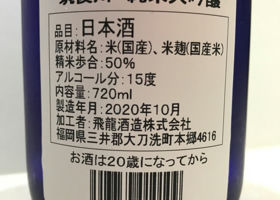 品目：日本酒
原材料名：米(国産)、米麹(国産米)
精米歩合：50％
アルコール分：15度
内容量：720ml
製造年月：2020年10月
加工者：飛龍酒造株式会社
福岡県三井郡大刀洗町本郷4616
お酒は20歳になってから